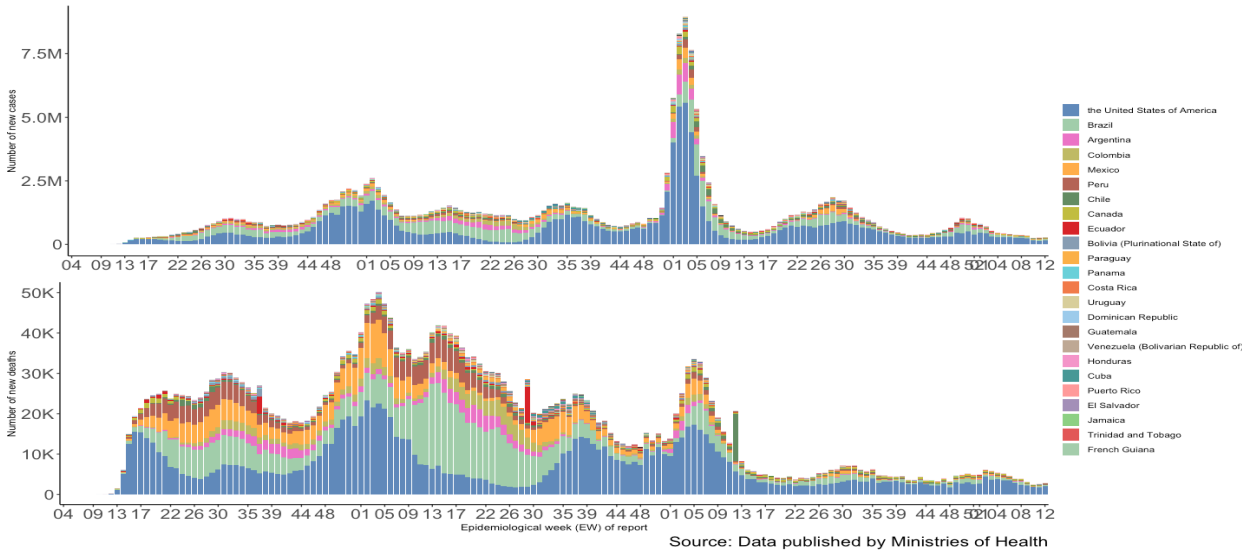 7.5M
5.0M
2.5M
0
Number of new cases
04 09 13 17 22 26 30 35 39 44 48 01 05 09 13 17 22 26 30 35 39 44 48 01 05 09 13 17 22 26 30 35 39 44 48 52 01 04 08 12
50K
40K
30K
20K
10K
0
Number of new deaths
04 09 13 17 22 26 30 35 39 44 48 01 05 09 13 17 22 26 30 35 39 44 48 01 05 09 13 17 22 26 30 35 39 44 48 52 01 04 08 12
Epidemiological week (EW) of report
Source: Data published by Ministries of Health
the United States of America
Brazil
Argentina
Colombia
Mexico
Peru
Chile
Canada
Ecuador
Bolivia (Plurinational State of)
Paraguay
Panama
Costa Rica
Uruguay
Dominican Republic
Guatemala
Venezuela (Bolivarian Republic of)
Honduras
Cuba
Puerto Rico
El Salvador
Jamaica
Trinidad and Tobago
French Guiana